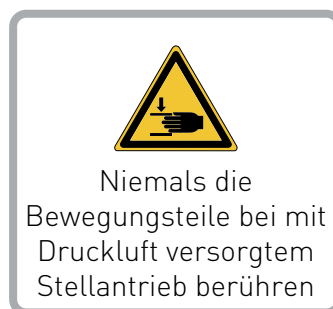 Niemals die
Bewegungsteile bei mit
Druckluft versorgtem
Stellantrieb berühren